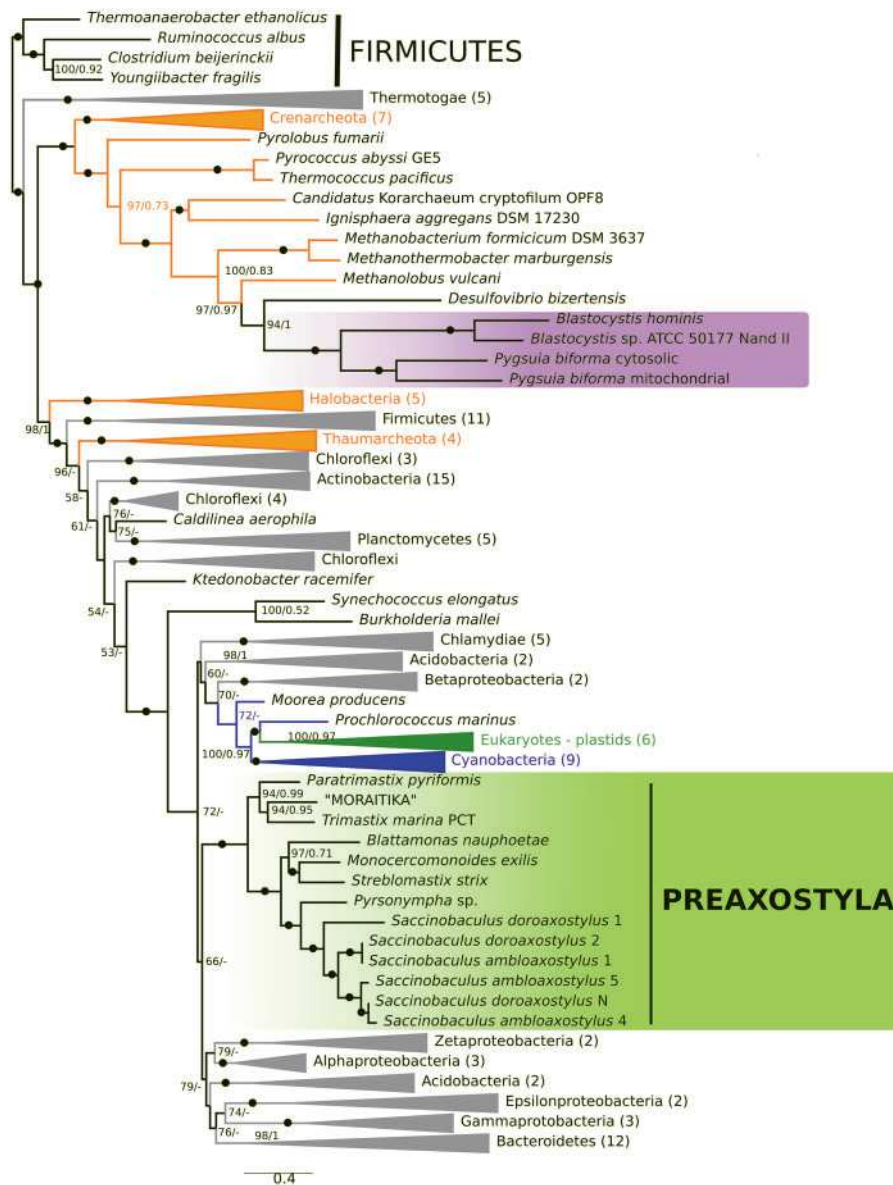 Thermoanaerobacter ethanolicus
Ruminococcus albus
Clostridium beijerinckii
100/0.92
Youngiibacter fragilis
FIRMICUTES
Thermotogae (5)
Crenarcheota (7)
Pyrolobus fumarii
Pyrococcus abyssi GE5
Thermococcus pacificus
Candidatus Korarchaeum cryptofilum OPF8
97/0.73
Ignisphaera aggregans DSM 17230
Methanobacterium formicicum DSM 3637
Methanothermobacter marburgensis
100/0.83
Methanolobus vulcani
Desulfovibrio bizertensis
97/0.97
Blastocystis hominis
94/1
Blastocystis sp. ATCC 50177 Nand II
Pygsuia biforma cytosolic
Pygsuia biforma mitochondrial
Halobacteria (5)
Firmicutes (11)
98/1
Thaumarcheota (4)
Chloroflexi (3)
96/-
Actinobacteria (15)
58-
Chloroflexi (4)
76/-
Caldilinea aerophila
61/-
75/-
Planctomycetes (5)
Chloroflexi
Ktedonobacter racemifer
Synechococcus elongatus
54/-
100/0.52
Burkholderia mallei
Chlamydiae (5)
53/-
98/1
Acidobacteria (2)
60/-
Betaproteobacteria (2)
70/-
Moorea producens
72/-
Prochlorococcus marinus
100/0.97
Eukaryotes - plastids (6)
100/0.97
Cyanobacteria (9)
Paratrimastix pyriformis
94/0.99
"MORAITIKA"
94/0.95
72/-
Trimastix marina PCT
Blattamonas nauphoetae
97/0.71
Monocercomonoides exilis
Streblomastix strix
PREAXOSTYLA
Pyrsonympha sp.
Saccinobaculus doroaxostylus 1
Saccinobaculus doroaxostylus 2
Saccinobaculus ambloaxostylus 1
66/-
Saccinobaculus ambloaxostylus 5
Saccinobaculus doroaxostylus N
Saccinobaculus ambloaxostylus 4
Zetaproteobacteria (2)
79/-
Alphaproteobacteria (3)
Acidobacteria (2)
79/-
Epsilonproteobacteria (2)
74/-
Gammaprotobacteria (3)
76/-
98/1
Bacteroidetes (12)
0.4